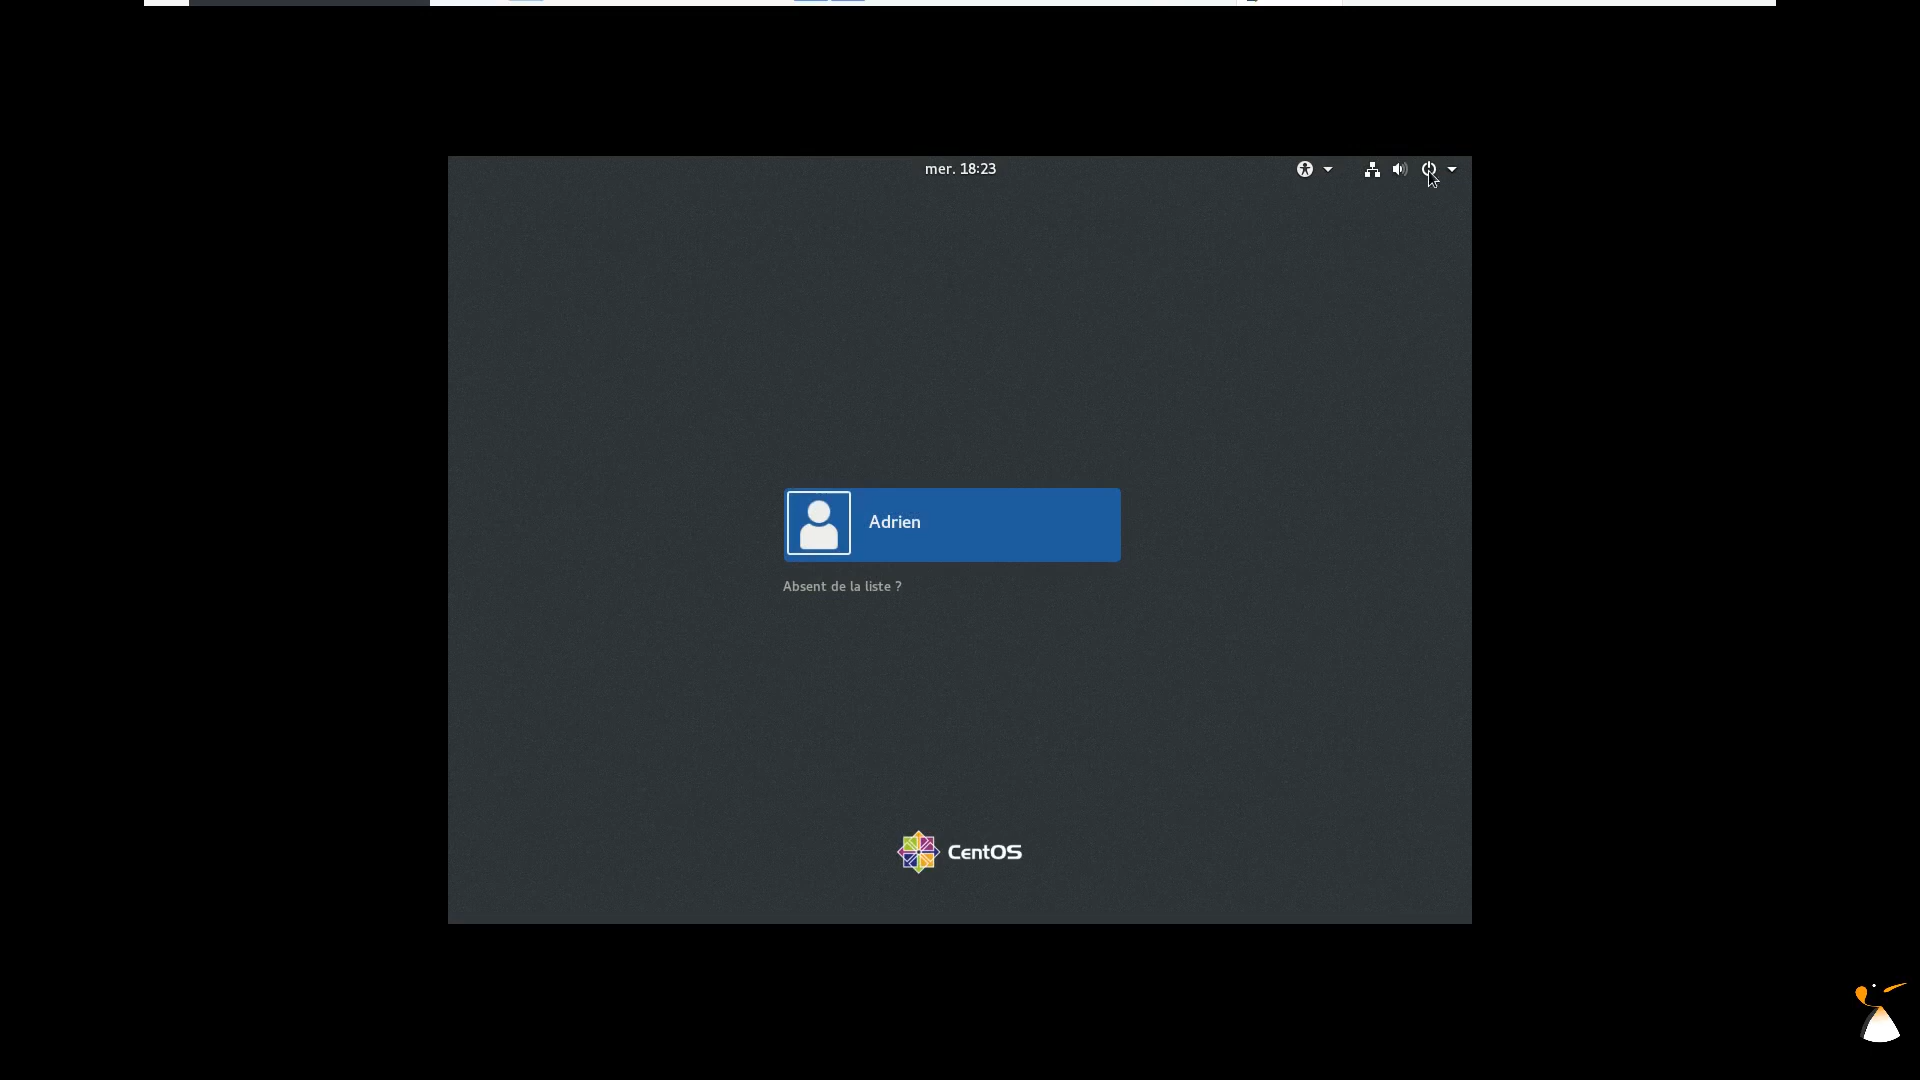 mer. 18:23
Adrien
Absent de la liste ?
CentOS